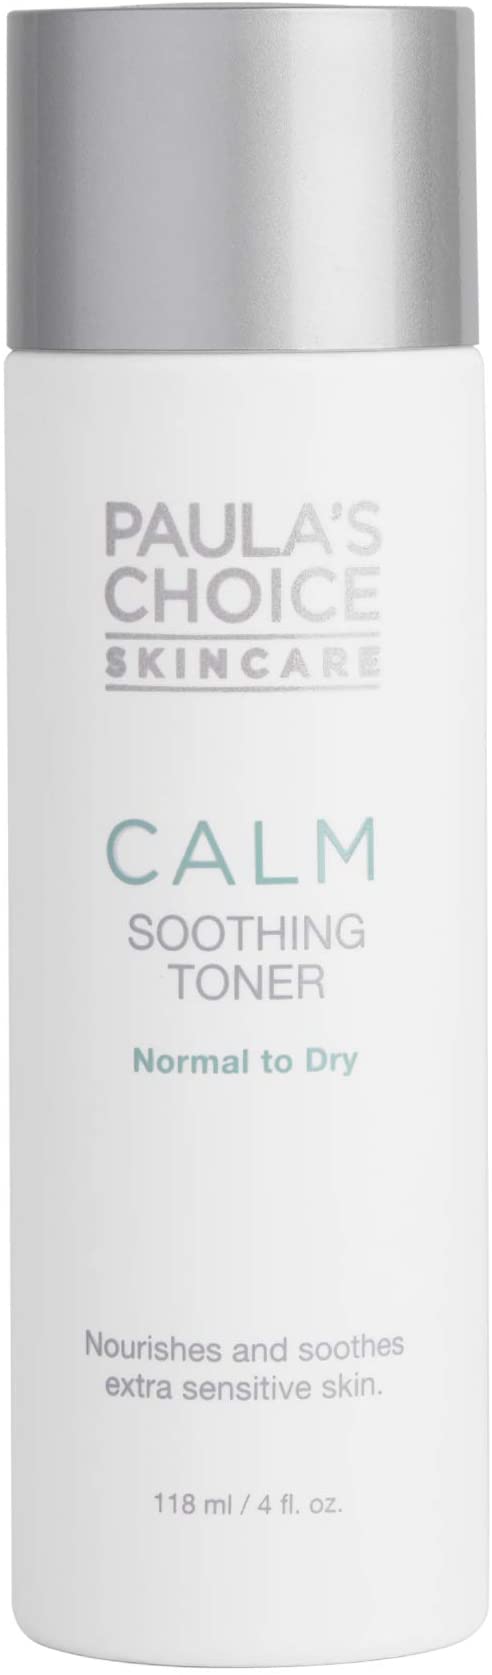 PAULA'S
CHOICE
SKINCARE
CALM
SOOTHING
TONER
Normal to Dry
Nourishes and soothes
extra sensitive skin.
118 ml / 4 fl. oz.